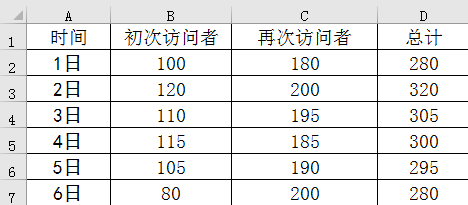 A B C D
1 时间 初次访问者 再次访问者 总计
2 1日 100 180 280
3 2日 120 200 320
4 3日 110 195 305
5 4日 115 185 300
6 5日 105 190 295
7 6日 80 200 280